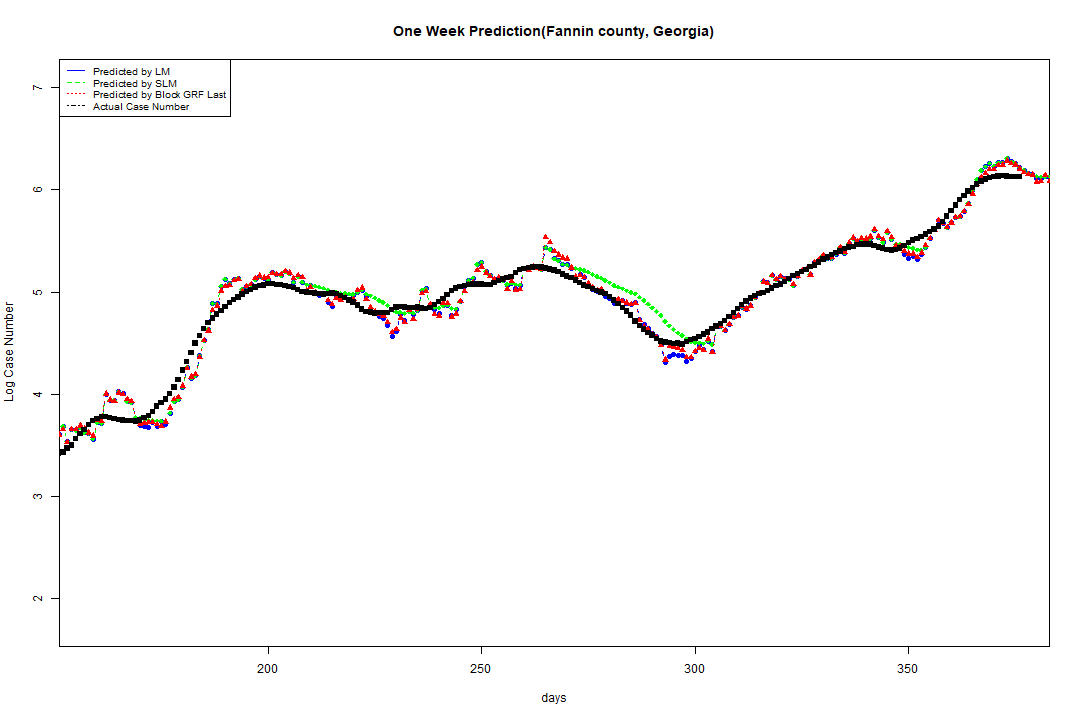 One Week Prediction(Fannin county, Georgia)
Predicted by LM
Predicted by SLM
Predicted by Block GRF Last
Actual Case Number
7
6
5
4
3
2
Log Case Number
200
250
300
350
days